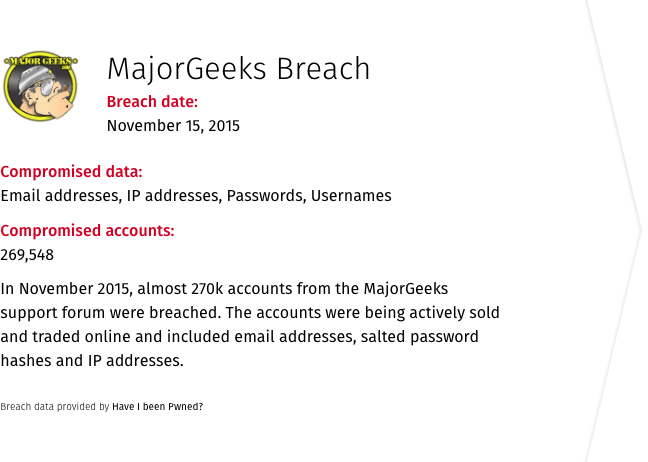 MAJOR GEEKS
.COM
MajorGeeks Breach
Breach date:
November 15, 2015
Compromised data:
Email addresses, IP addresses, Passwords, Usernames
Compromised accounts:
269,548
In November 2015, almost 270k accounts from the MajorGeeks
support forum were breached. The accounts were being actively sold
and traded online and included email addresses, salted password
hashes and IP addresses.
Breach data provided by Have I been Pwned?